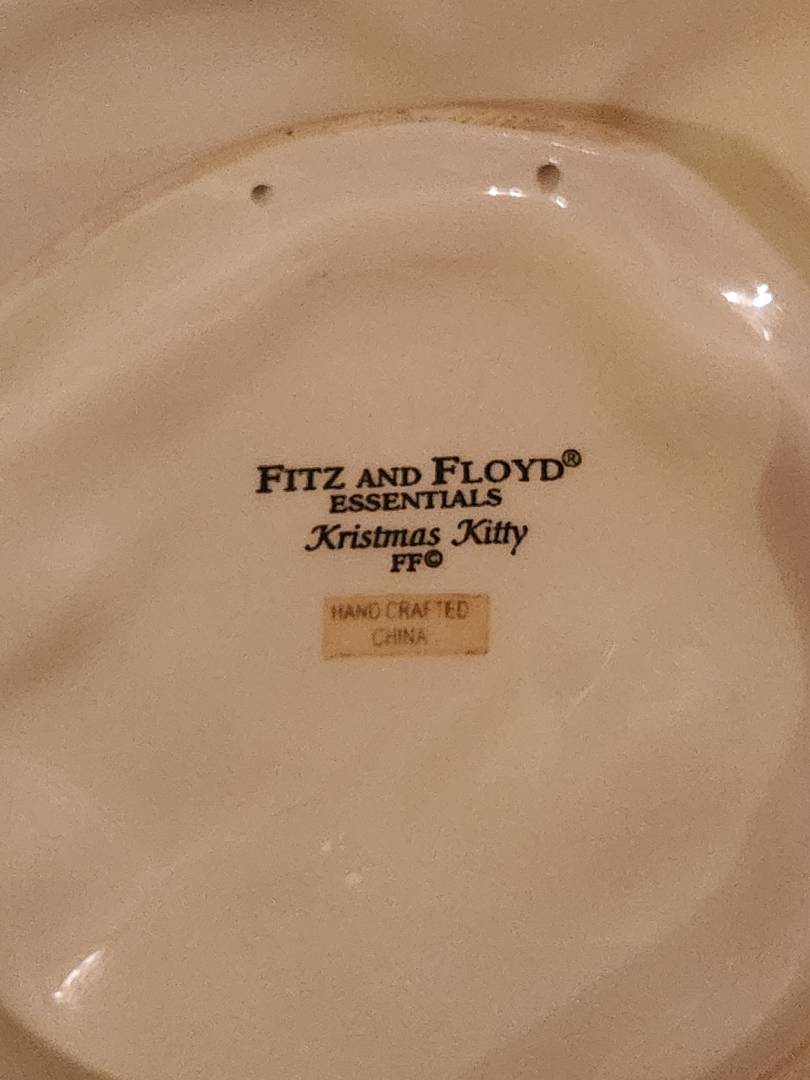 FITZ AND FLOYD®
ESSENTIALS
Kristmas Kitty
FF©
HAND CRAFTED
CHINA